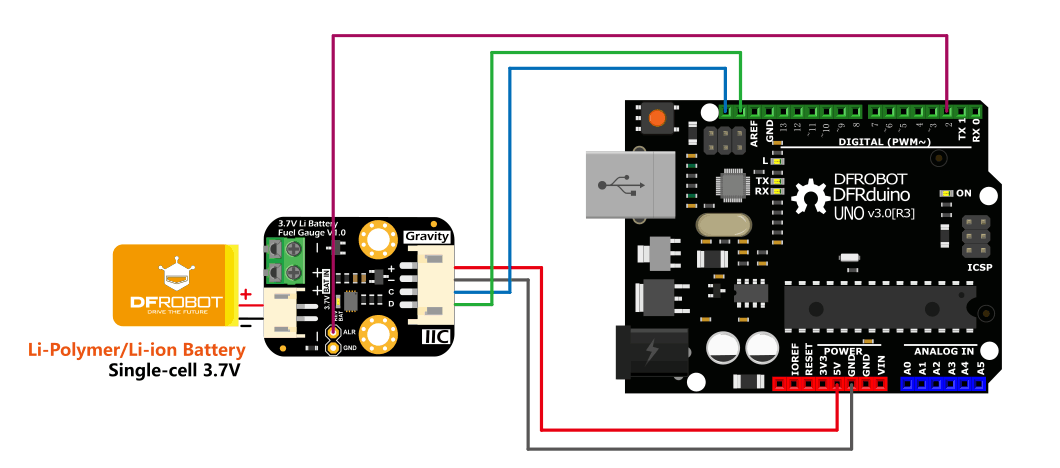 3.7V Li Battery
Fuel Gauge V1.0
Gravity
3.7V BAT IN
+
−
C
D
BAT
ALR
GND
IIC
+
−
DFROBOT
DRIVE THE FUTURE
Li-Polymer/Li-ion Battery
Single-cell 3.7V
AREF
GND
13
12
~11
~10
~9
8
7
~6
~5
4
~3
2
TX 1
RX 0
DIGITAL (PWM~)
L
TX
RX
DFROBOT
DFRduino
UNO v3.0[R3]
ON
ICSP
POWER
ANALOG IN
IOREF
RESET
3V3
5V
GND
GND
VIN
A0
A1
A2
A3
A4
A5